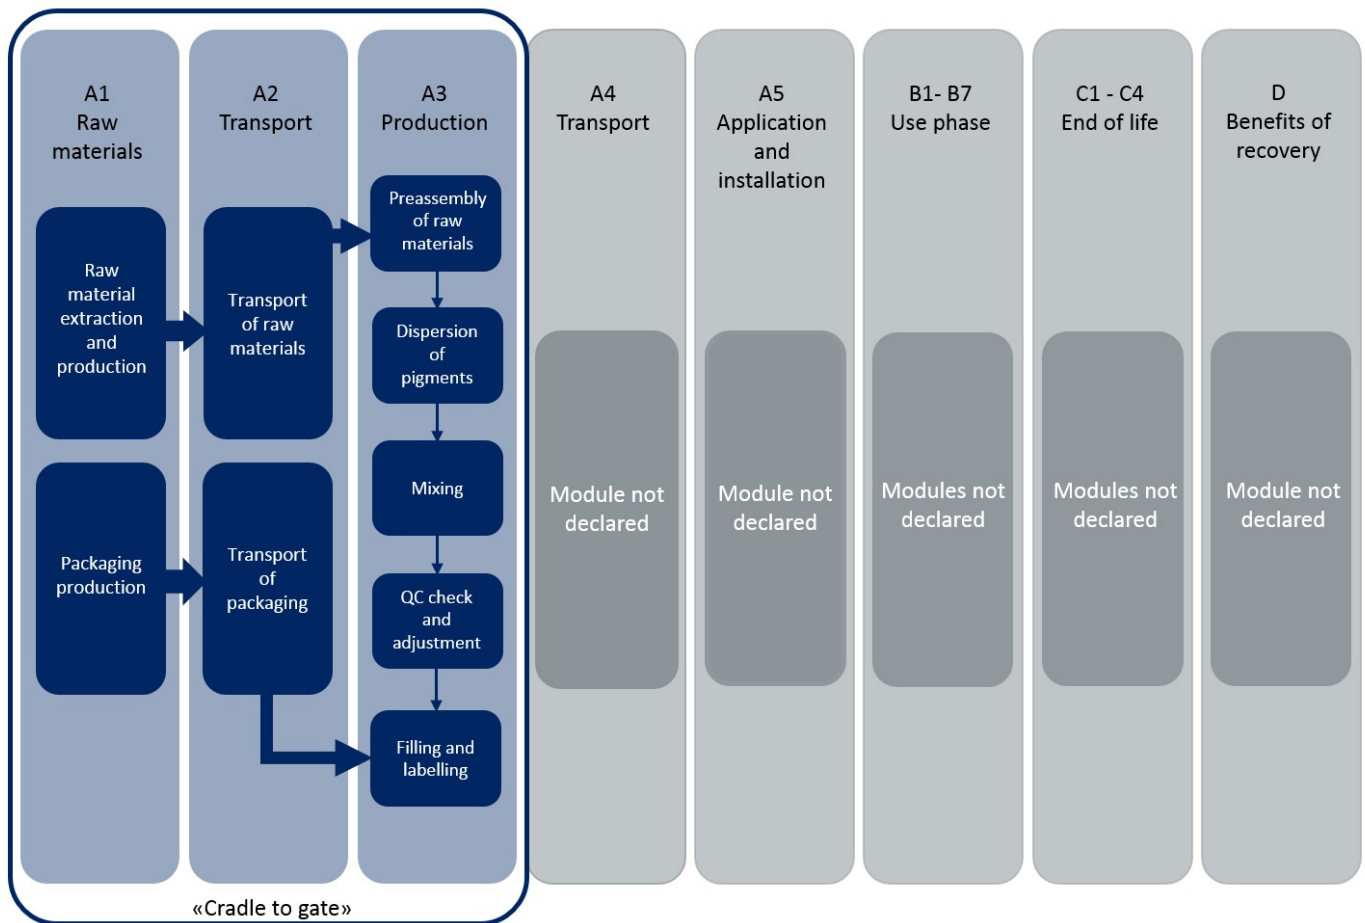 A1
Raw
materials
A2
Transport
A3
Production
A4
Transport
A5
Application
and
installation
B1- B7
Use phase
C1 - C4
End of life
D
Benefits of
recovery
Raw
material
extraction
and
production
Transport
of raw
materials
Preassembly
of raw
materials
Dispersion
of
pigments
Mixing
QC check
and
adjustment
Filling and
labelling
Packaging
production
Transport
of
packaging
Module not
declared
Module not
declared
Modules not
declared
Modules not
declared
Module not
declared
«Cradle to gate»